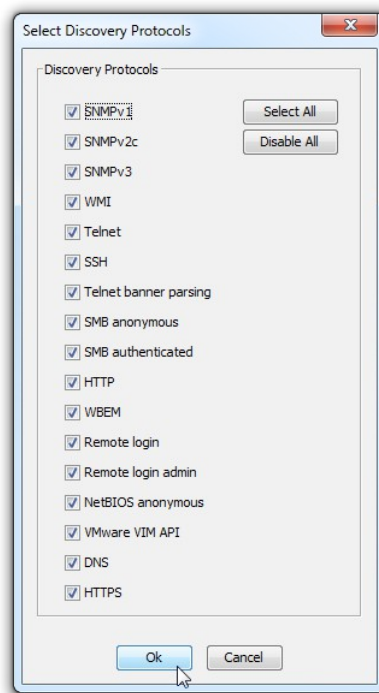 Select Discovery Protocols
Discovery Protocols
SNMPv1
Select All
SNMPv2c
Disable All
SNMPv3
WMI
Telnet
SSH
Telnet banner parsing
SMB anonymous
SMB authenticated
HTTP
WBEM
Remote login
Remote login admin
NetBIOS anonymous
VMware VIM API
DNS
HTTPS
Ok
Cancel